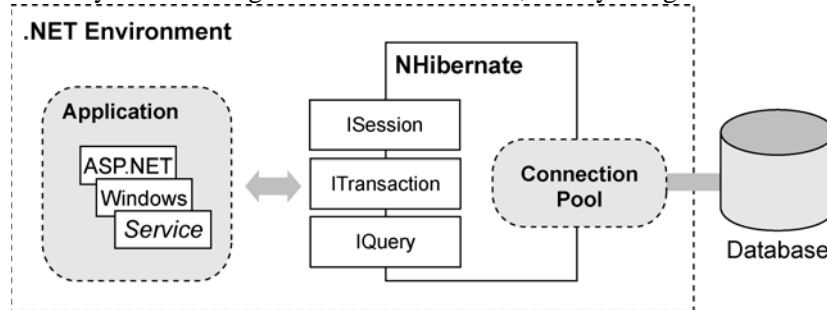 .NET Environment
NHibernate
Application
ISession
ASP.NET
Windows
Service
ITransaction
IQuery
Connection
Pool
Database